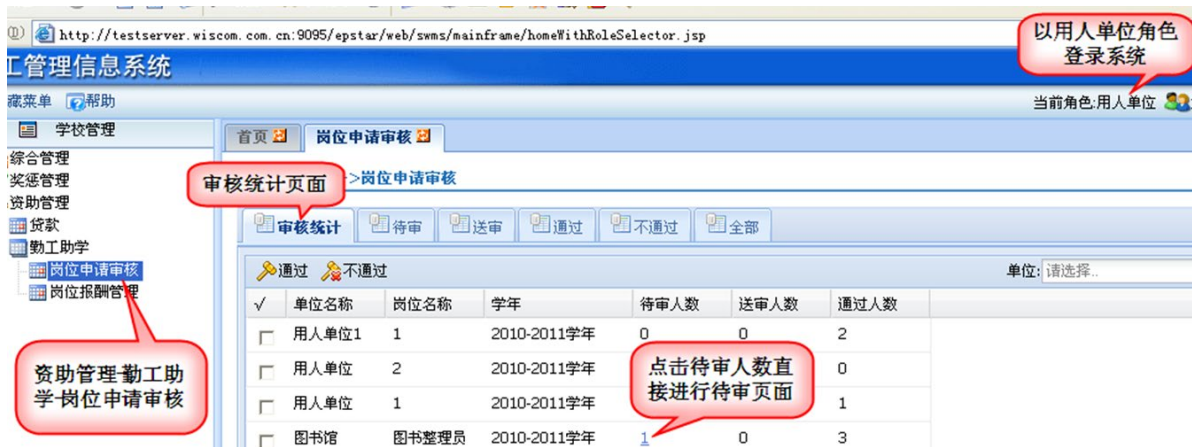 http://testserver.wiscom.com.cn:9095/epstar/web/swms/mainframe/homeWithRoleSelector.jsp
以用人单位角色
登录系统
工管理信息系统
藏菜单 帮助
当前角色:用人单位
学校管理
首页 岗位申请审核
综合管理
奖惩管理
资助管理
贷款
勤工助学
岗位申请审核
岗位报酬管理
审核统计页面
>岗位申请审核
审核统计 待审 送审 通过 不通过 全部
通过 不通过 单位: 请选择..
√ 单位名称 岗位名称 学年 待审人数 送审人数 通过人数
用人单位1 1 2010-2011学年 0 0 2
用人单位 2 2010-2011学年 0
用人单位 1 2010-2011学年 1
图书馆 图书整理员 2010-2011学年 1 0 3
点击待审人数直
接进行待审页面
资助管理-勤工助
学-岗位申请审核